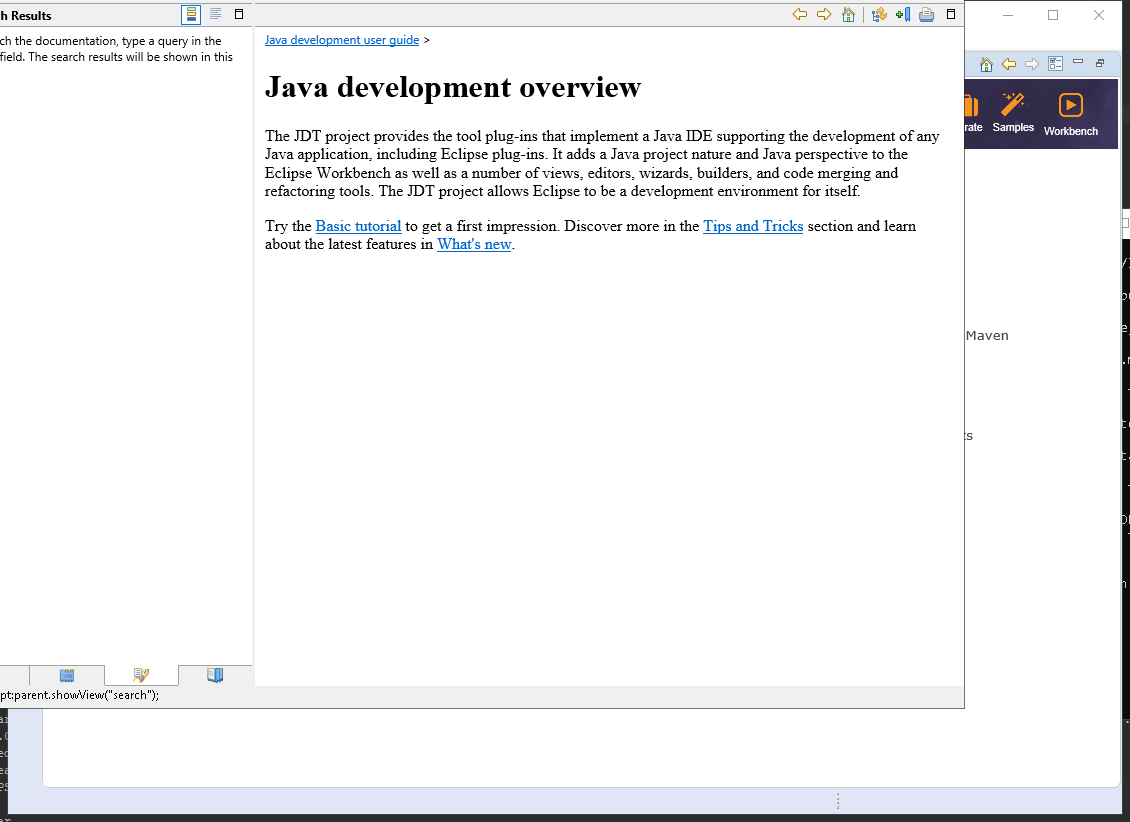 h Results
ch the documentation, type a query in the
field. The search results will be shown in this
Java development user guide >
Java development overview
The JDT project provides the tool plug-ins that implement a Java IDE supporting the development of any
Java application, including Eclipse plug-ins. It adds a Java project nature and Java perspective to the
Eclipse Workbench as well as a number of views, editors, wizards, builders, and code merging and
refactoring tools. The JDT project allows Eclipse to be a development environment for itself.
Try the Basic tutorial to get a first impression. Discover more in the Tips and Tricks section and learn
about the latest features in What's new.
rate Samples Workbench
Maven
ts
pt:parent.showView("search");